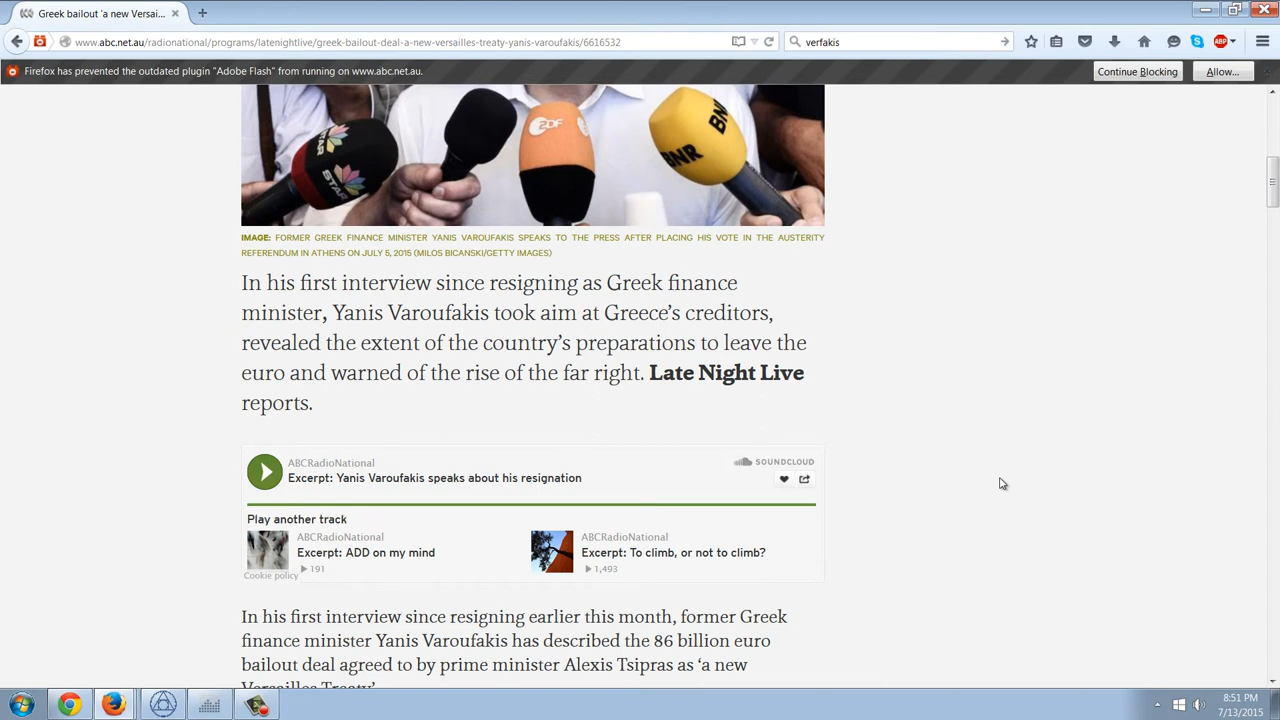 Greek bailout 'a new Versai...
www.abc.net.au/radionational/programs/latenightlive/greek-bailout-deal-a-new-versailles-treaty-yanis-varoufakis/6616532
verfakis
ABP
Firefox has prevented the outdated plugin "Adobe Flash" from running on www.abc.net.au.
Continue Blocking
Allow...
STAR
STAR
ZDF
BNR
BNR
IMAGE: FORMER GREEK FINANCE MINISTER YANIS VAROUFAKIS SPEAKS TO THE PRESS AFTER PLACING HIS VOTE IN THE AUSTERITY
REFERENDUM IN ATHENS ON JULY 5, 2015 (MILOS BICANSKI/GETTY IMAGES)
In his first interview since resigning as Greek finance
minister, Yanis Varoufakis took aim at Greece's creditors,
revealed the extent of the country's preparations to leave the
euro and warned of the rise of the far right. Late Night Live
reports.
ABCRadioNational
SOUNDCLOUD
Excerpt: Yanis Varoufakis speaks about his resignation
Play another track
ABCRadioNational
Excerpt: ADD on my mind
191
ABCRadioNational
Excerpt: To climb, or not to climb?
1,493
Cookie policy
In his first interview since resigning earlier this month, former Greek
finance minister Yanis Varoufakis has described the 86 billion euro
bailout deal agreed to by prime minister Alexis Tsipras as 'a new
Versailles Treaty'
8:51 PM
7/13/2015